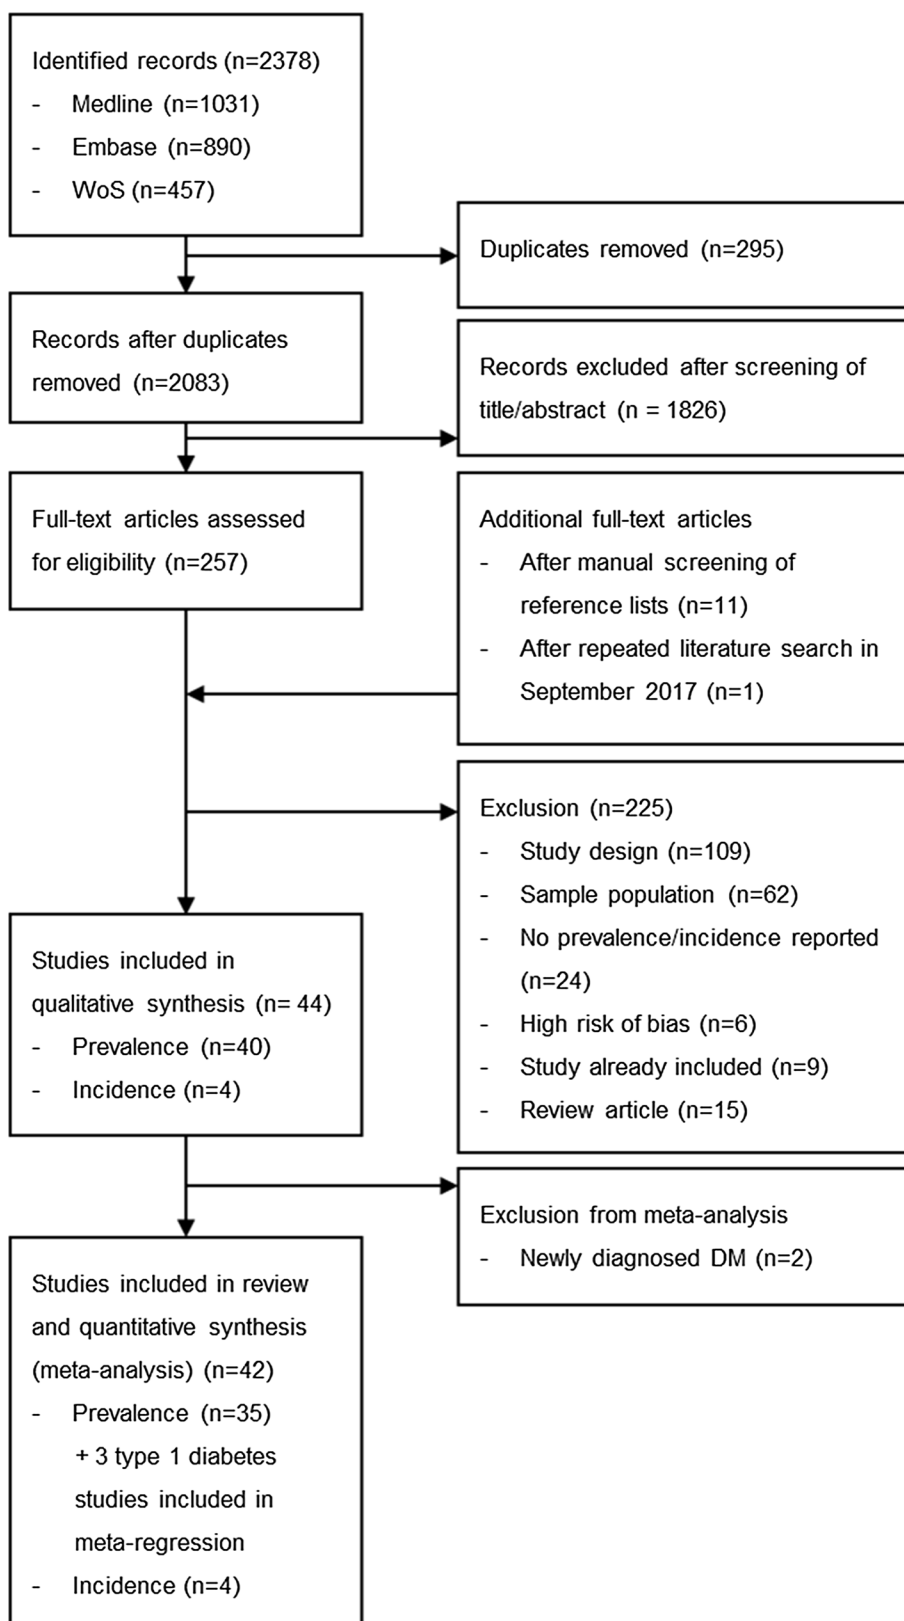 Identified records (n=2378)
- Medline (n=1031)
- Embase (n=890)
- WoS (n=457)
Duplicates removed (n=295)
Records after duplicates
removed (n=2083)
Records excluded after screening of
title/abstract (n = 1826)
Full-text articles assessed
for eligibility (n=257)
Additional full-text articles
- After manual screening of
reference lists (n=11)
- After repeated literature search in
September 2017 (n=1)
Exclusion (n=225)
- Study design (n=109)
- Sample population (n=62)
- No prevalence/incidence reported
(n=24)
- High risk of bias (n=6)
- Study already included (n=9)
- Review article (n=15)
Studies included in
qualitative synthesis (n= 44)
- Prevalence (n=40)
- Incidence (n=4)
Exclusion from meta-analysis
- Newly diagnosed DM (n=2)
Studies included in review
and quantitative synthesis
(meta-analysis) (n=42)
- Prevalence (n=35)
+ 3 type 1 diabetes
studies included in
meta-regression
- Incidence (n=4)